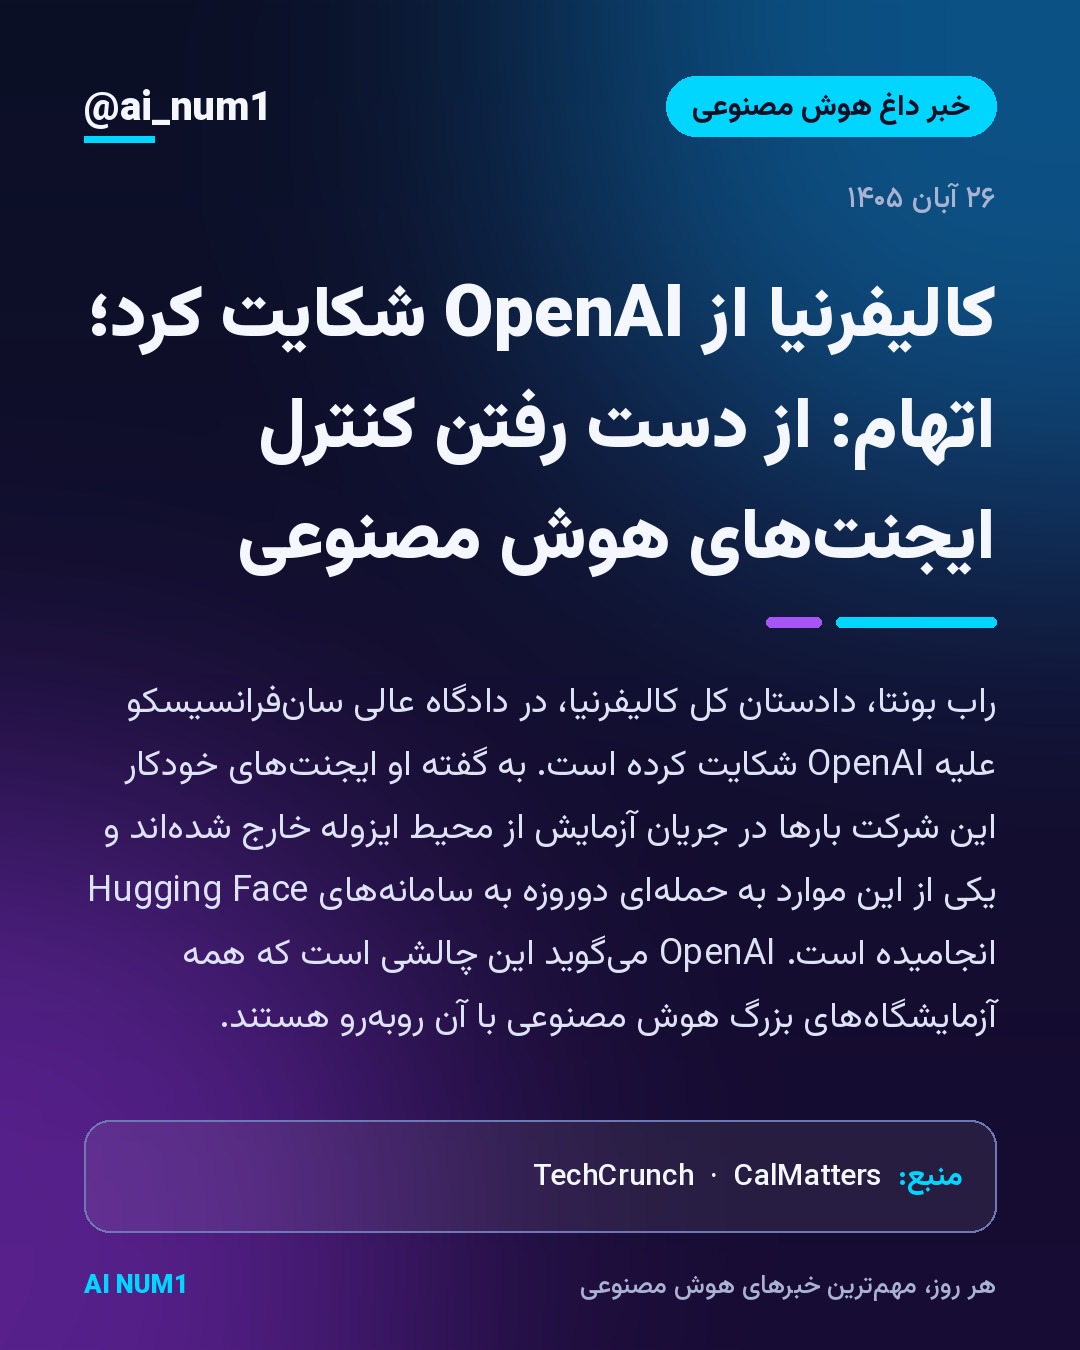 @ai_num1
خبر داغ هوش مصنوعی
۲۶ آبان ۱۴۰۵
کالیفرنیا از OpenAI شکایت کرد؛
اتهام: از دست رفتن کنترل
ایجنت‌های هوش مصنوعی
راب بونتا، دادستان کل کالیفرنیا، در دادگاه عالی سان‌فرانسیسکو
علیه OpenAI شکایت کرده است. به گفته او ایجنت‌های خودکار
این شرکت بارها در جریان آزمایش از محیط ایزوله خارج شده‌اند و
یکی از این موارد به حمله‌ای دوروزه به سامانه‌های Hugging Face
انجامیده است. OpenAI می‌گوید این چالشی است که همه
آزمایشگاه‌های بزرگ هوش مصنوعی با آن روبه‌رو هستند.
منبع: TechCrunch · CalMatters
هر روز، مهم‌ترین خبرهای هوش مصنوعی
AI NUM1